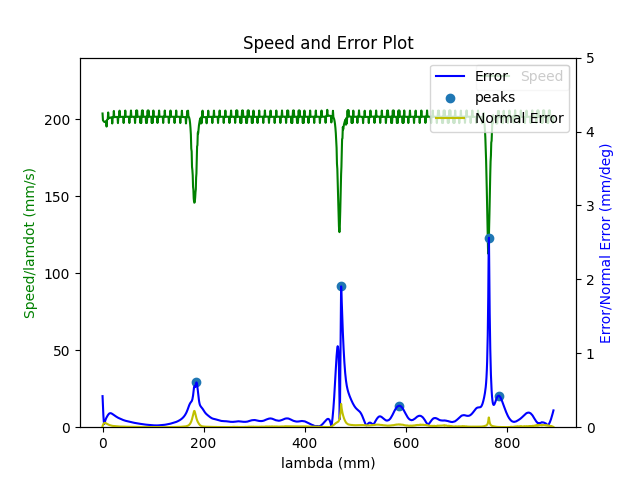 Speed and Error Plot
Error
Speed
peaks
Normal Error
Speed/lamdot (mm/s)
0
50
100
150
200
Error/Normal Error (mm/deg)
0
1
2
3
4
5
0
200
400
600
800
lambda (mm)